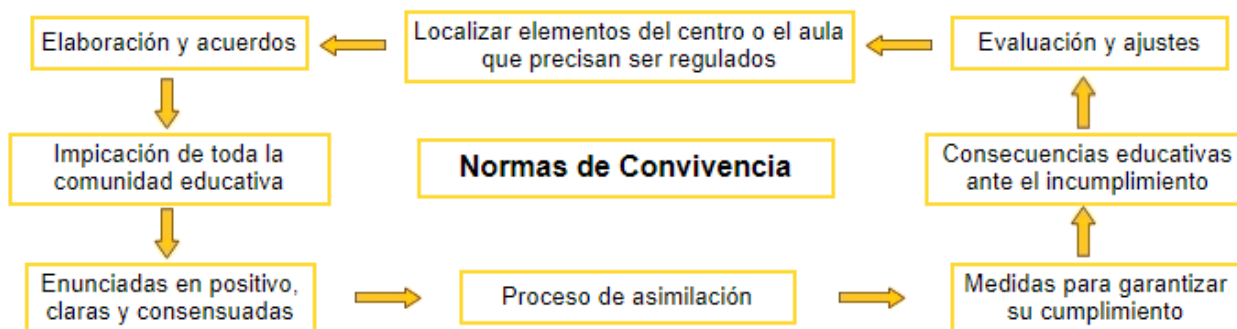 Elaboración y acuerdos
Localizar elementos del centro o el aula
que precisan ser regulados
Evaluación y ajustes
Impicación de toda la
comunidad educativa
Normas de Convivencia
Consecuencias educativas
ante el incumplimiento
Enunciadas en positivo,
claras y consensuadas
Proceso de asimilación
Medidas para garantizar
su cumplimiento